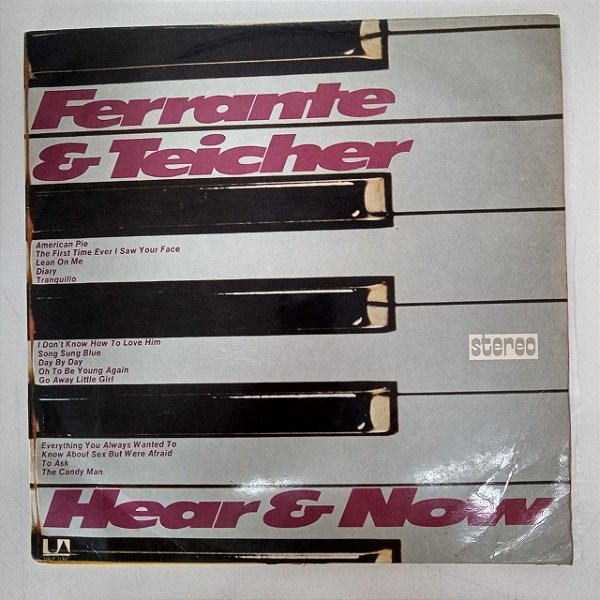 Ferrante
& Teicher
American Pie
The First Time Ever I Saw Your Face
Lean On Me
Diary
Tranquillo
I Don't Know How To Love Him
Song Sung Blue
Day By Day
Oh To Be Young Again
Go Away Little Girl
stereo
Everything You Always Wanted To
Know About Sex But Were Afraid
To Ask
The Candy Man
Hear & Now
UA